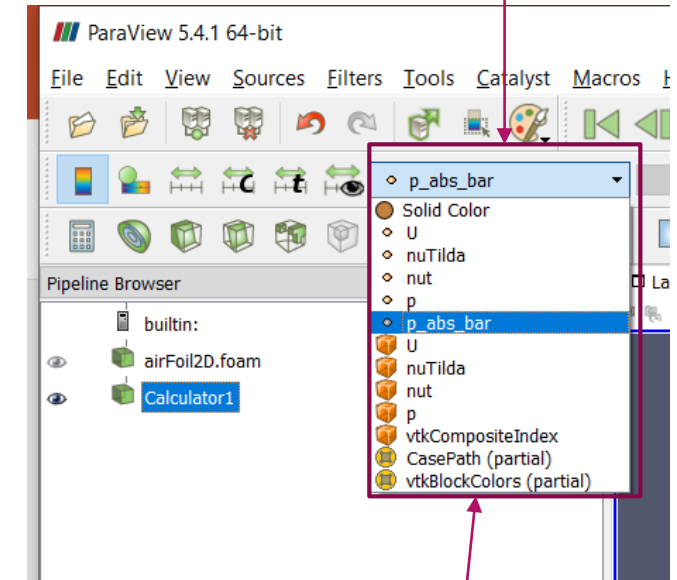 ParaView 5.4.1 64-bit
File Edit View Sources Filters Tools Catalyst Macros
p_abs_bar
Solid Color
U
nuTilda
nut
p
p_abs_bar
U
nuTilda
nut
p
vtkCompositeIndex
CasePath (partial)
vtkBlockColors (partial)
Pipeline Browser
La
builtin:
airFoil2D.foam
Calculator1